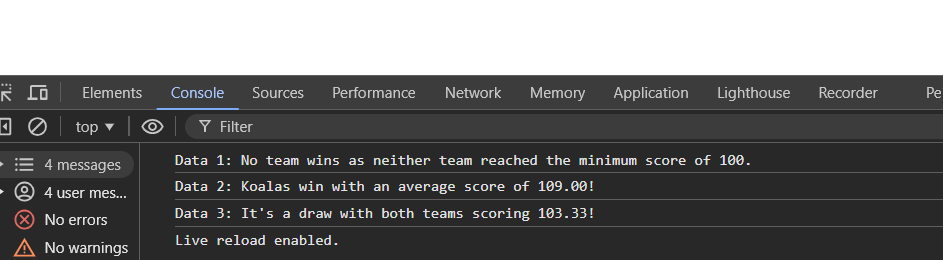 Elements Console Sources Performance Network Memory Application Lighthouse Recorder Pe
top Filter
4 messages
4 user mes...
No errors
No warnings
Data 1: No team wins as neither team reached the minimum score of 100.
Data 2: Koalas win with an average score of 109.00!
Data 3: It's a draw with both teams scoring 103.33!
Live reload enabled.